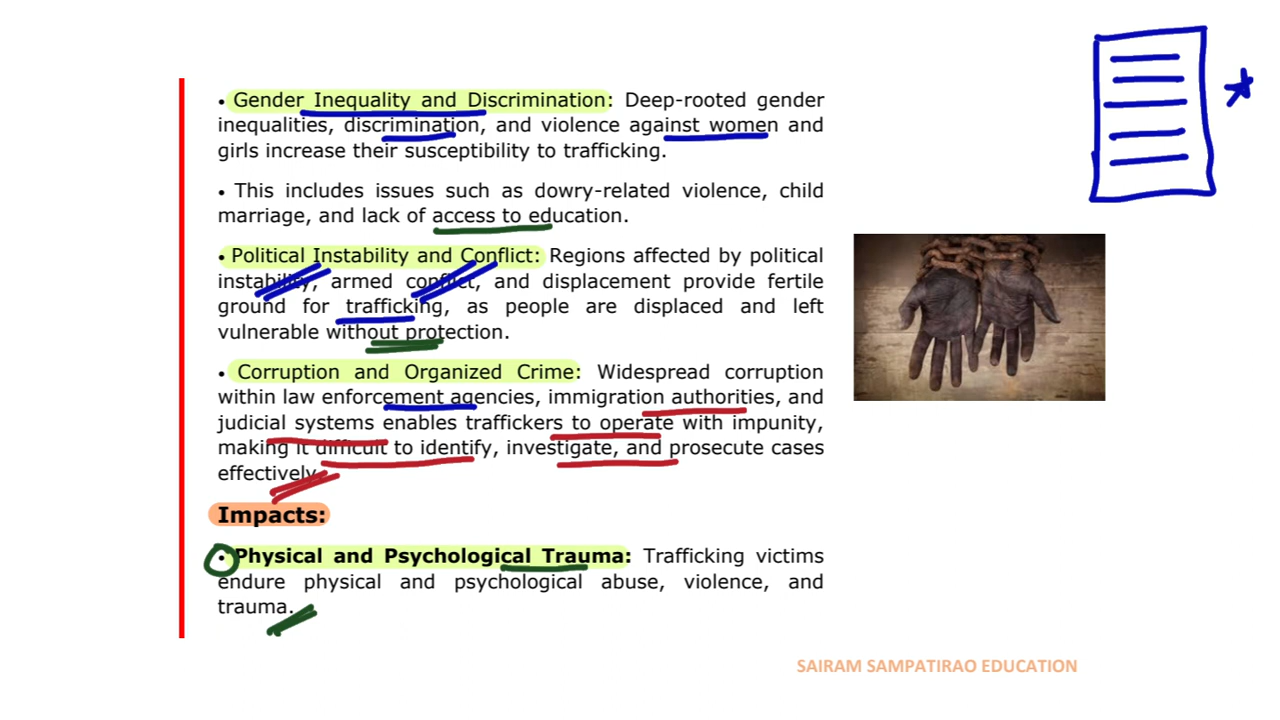 • Gender Inequality and Discrimination: Deep-rooted gender
inequalities, discrimination, and violence against women and
girls increase their susceptibility to trafficking.
• This includes issues such as dowry-related violence, child
marriage, and lack of access to education.
• Political Instability and Conflict: Regions affected by political
instability, armed conflict, and displacement provide fertile
ground for trafficking, as people are displaced and left
vulnerable without protection.
• Corruption and Organized Crime: Widespread corruption
within law enforcement agencies, immigration authorities, and
judicial systems enables traffickers to operate with impunity,
making it difficult to identify, investigate, and prosecute cases
effectively.
Impacts:
• Physical and Psychological Trauma: Trafficking victims
endure physical and psychological abuse, violence, and
trauma.
SAIRAM SAMPATIRAO EDUCATION